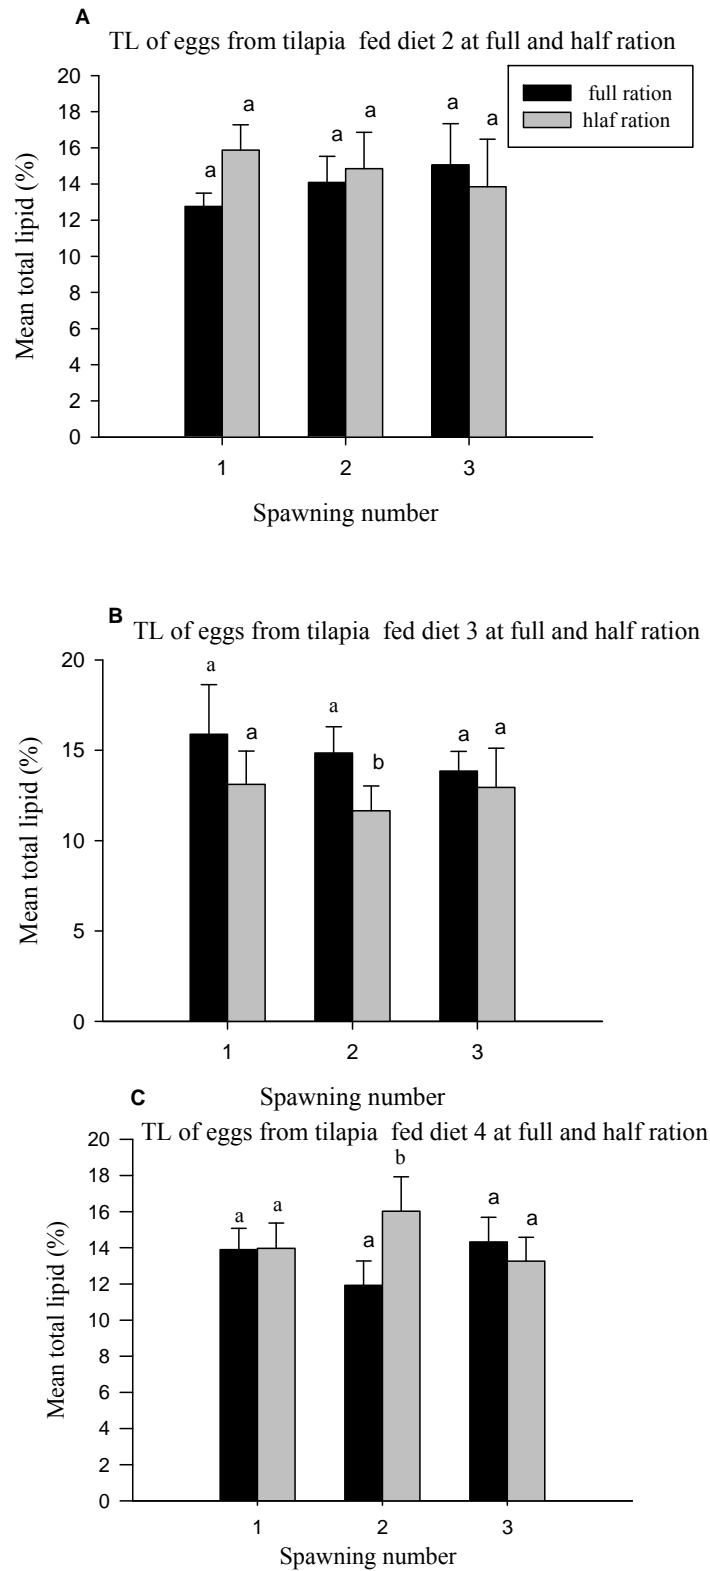 A
TL of eggs from tilapia fed diet 2 at full and half ration
full ration
hlaf ration
20
18
16
14
12
10
8
6
4
2
0
Mean total lipid (%)
a
a
a
a
a
a
1
2
3
Spawning number
B
TL of eggs from tilapia fed diet 3 at full and half ration
20
15
10
5
0
Mean total lipid (%)
a
a
a
b
a
a
1
2
3
Spawning number
C
TL of eggs from tilapia fed diet 4 at full and half ration
20
18
16
14
12
10
8
6
4
2
0
Mean total lipid (%)
a
a
a
b
a
a
1
2
3
Spawning number